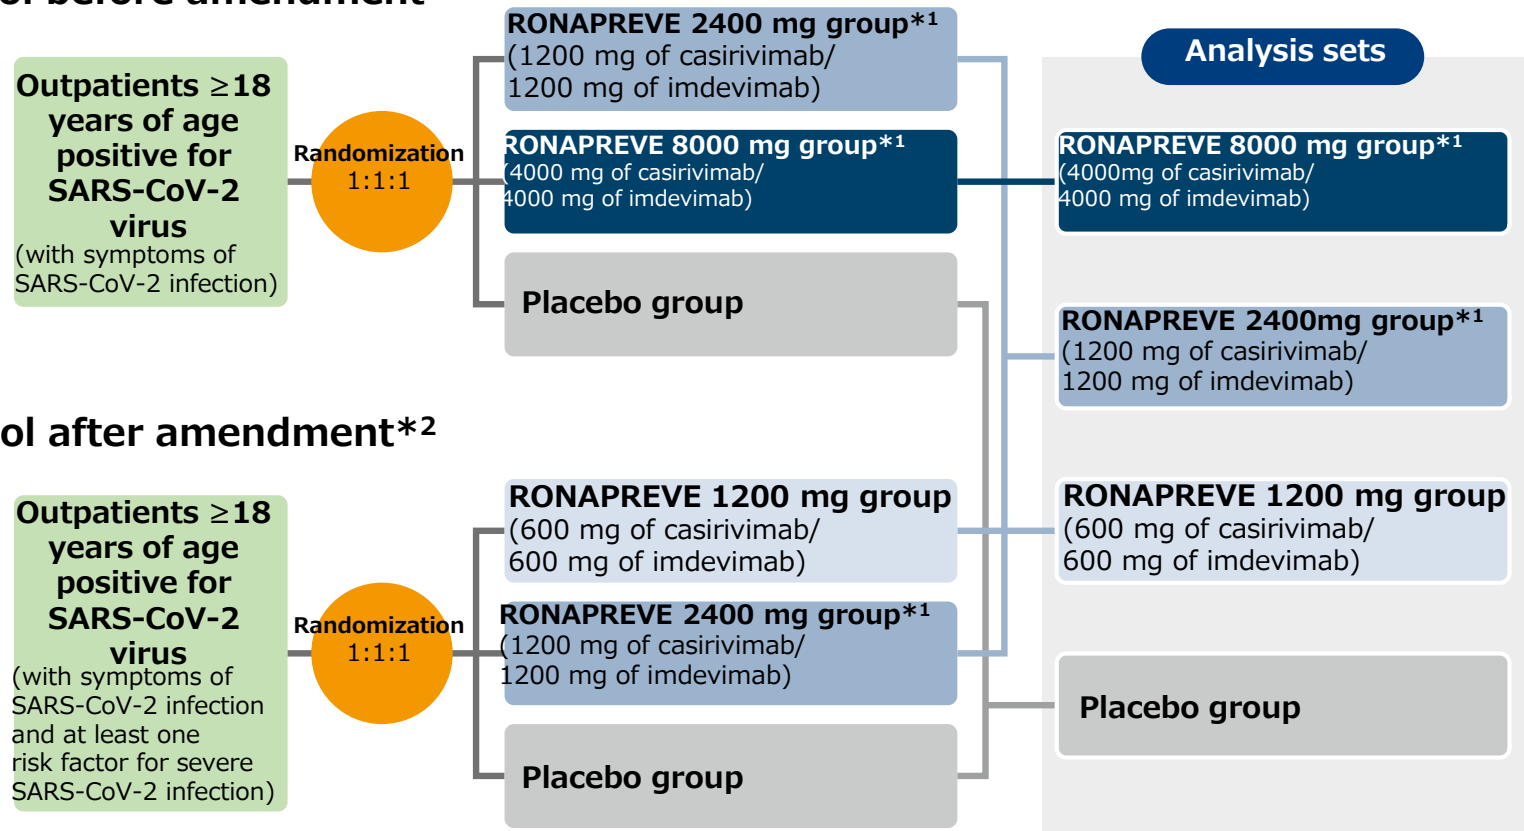 ol before amendment
Outpatients ≥18
years of age
positive for
SARS-CoV-2
virus
(with symptoms of
SARS-CoV-2 infection)
Randomization
1:1:1
RONAPREVE 2400 mg group*1
(1200 mg of casirivimab/
1200 mg of imdevimab)
RONAPREVE 8000 mg group*1
(4000 mg of casirivimab/
4000 mg of imdevimab)
Placebo group
Analysis sets
RONAPREVE 8000 mg group*1
(4000mg of casirivimab/
4000 mg of imdevimab)
RONAPREVE 2400mg group*1
(1200 mg of casirivimab/
1200 mg of imdevimab)
ol after amendment*2
Outpatients ≥18
years of age
positive for
SARS-CoV-2
virus
(with symptoms of
SARS-CoV-2 infection
and at least one
risk factor for severe
SARS-CoV-2 infection)
Randomization
1:1:1
RONAPREVE 1200 mg group
(600 mg of casirivimab/
600 mg of imdevimab)
RONAPREVE 2400 mg group*1
(1200 mg of casirivimab/
1200 mg of imdevimab)
Placebo group
RONAPREVE 1200 mg group
(600 mg of casirivimab/
600 mg of imdevimab)
Placebo group